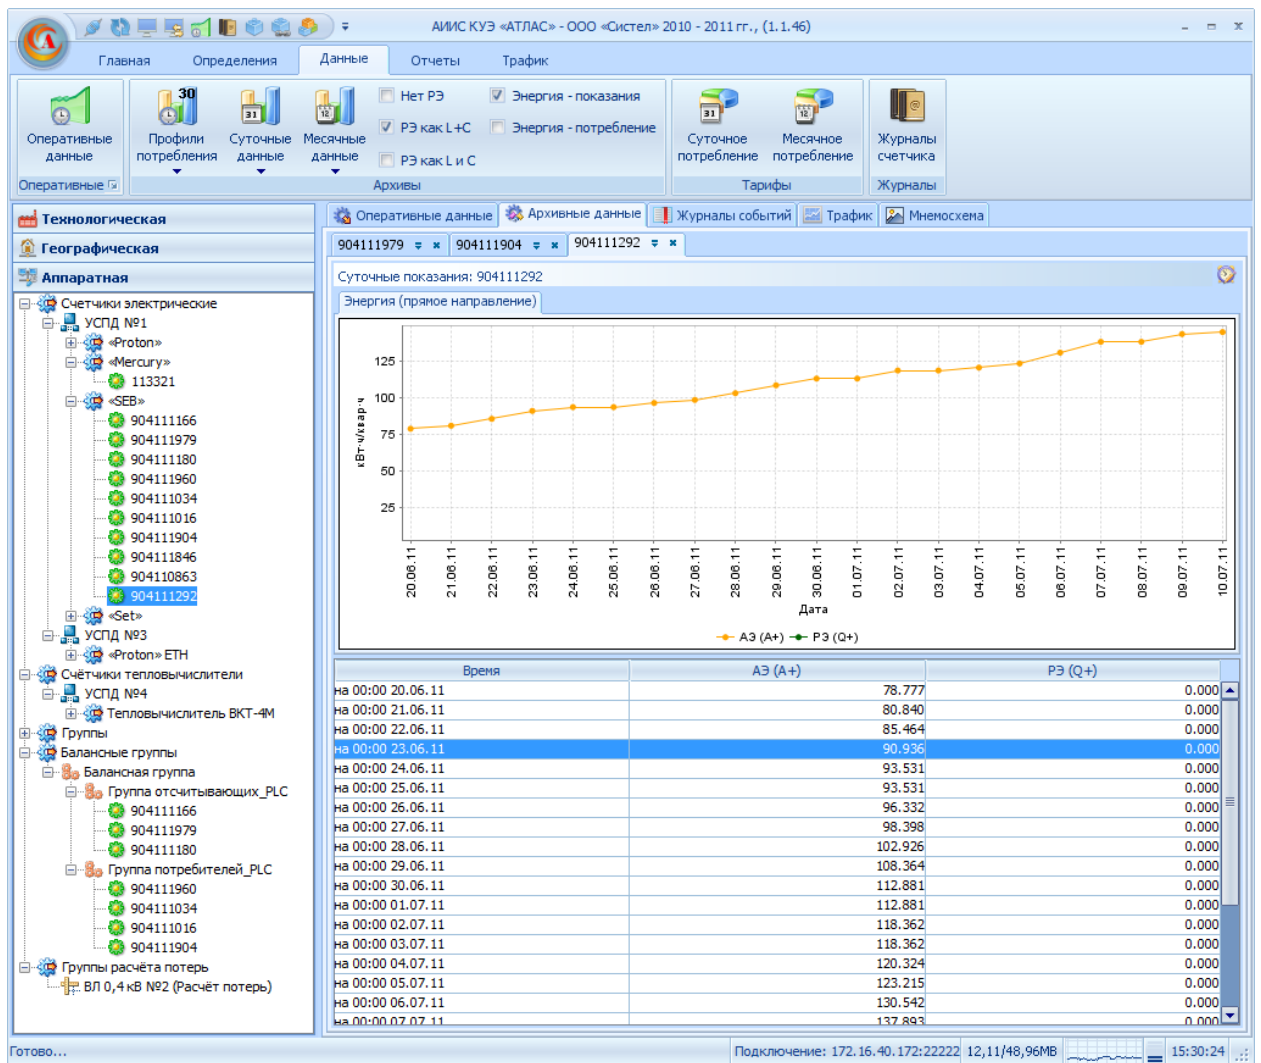 АИИС КУЭ «АТЛАС» - ООО «Систел» 2010 - 2011 гг., (1.1.46)
Главная Определения Данные Отчеты Трафик
Оперативные данные
Профили потребления
30
Суточные данные
31
Месячные данные
12
Нет РЭ
РЭ как L+C
РЭ как L и C
Энергия - показания
Энергия - потребление
Суточное потребление
31
Месячное потребление
12
Журналы счетчика
Оперативные Архивы Тарифы Журналы
Технологическая
Географическая
Аппаратная
Счетчики электрические
УСПД №1
«Proton»
«Mercury»
113321
«SEB»
904111166
904111979
904111180
904111960
904111034
904111016
904111904
904111846
904110863
904111292
«Set»
УСПД №3
«Proton» ETH
Счётчики тепловычислители
УСПД №4
Тепловычислитель ВКТ-4М
Группы
Балансные группы
Балансная группа
Группа отсчитывающих_PLC
904111166
904111979
904111180
Группа потребителей_PLC
904111960
904111034
904111016
904111904
Группы расчёта потерь
ВЛ 0,4 кВ №2 (Расчёт потерь)
Оперативные данные Архивные данные Журналы событий Трафик Мнемосхема
904111979 904111904 904111292
Суточные показания: 904111292
Энергия (прямое направление)
кВт·ч/квар·ч
125
100
75
50
25
20.06.11 21.06.11 22.06.11 23.06.11 24.06.11 25.06.11 26.06.11 27.06.11 28.06.11 29.06.11 30.06.11 01.07.11 02.07.11 03.07.11 04.07.11 05.07.11 06.07.11 07.07.11 08.07.11 09.07.11 10.07.11
Дата
АЭ (А+) РЭ (Q+)
Время АЭ (А+) РЭ (Q+)
на 00:00 20.06.11 78.777 0.000
на 00:00 21.06.11 80.840 0.000
на 00:00 22.06.11 85.464 0.000
на 00:00 23.06.11 90.936 0.000
на 00:00 24.06.11 93.531 0.000
на 00:00 25.06.11 93.531 0.000
на 00:00 26.06.11 96.332 0.000
на 00:00 27.06.11 98.398 0.000
на 00:00 28.06.11 102.926 0.000
на 00:00 29.06.11 108.364 0.000
на 00:00 30.06.11 112.881 0.000
на 00:00 01.07.11 112.881 0.000
на 00:00 02.07.11 118.362 0.000
на 00:00 03.07.11 118.362 0.000
на 00:00 04.07.11 120.324 0.000
на 00:00 05.07.11 123.215 0.000
на 00:00 06.07.11 130.542 0.000
на 00:00 07.07.11 137.893 0.000
Готово... Подключение: 172.16.40.172:22222 12,11/48,96MB 15:30:24